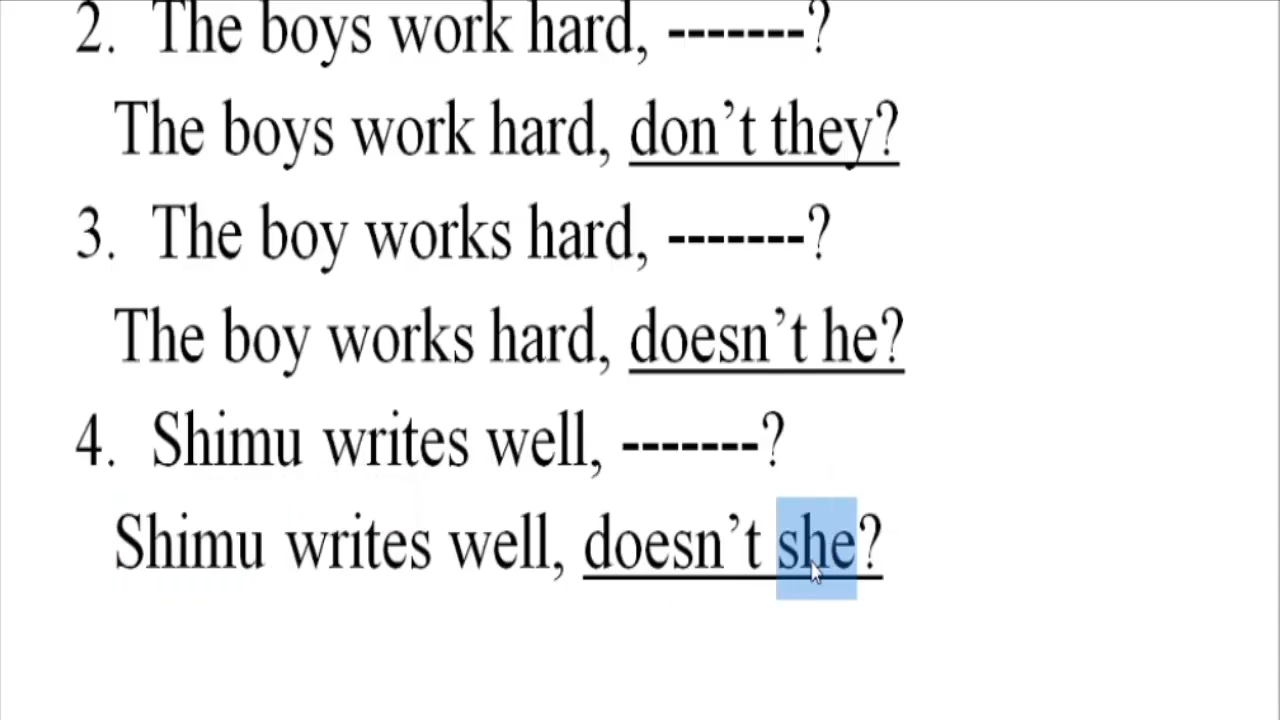 2. The boys work hard, -------?
The boys work hard, don’t they?
3. The boy works hard, -------?
The boy works hard, doesn’t he?
4. Shimu writes well, -------?
Shimu writes well, doesn’t she?